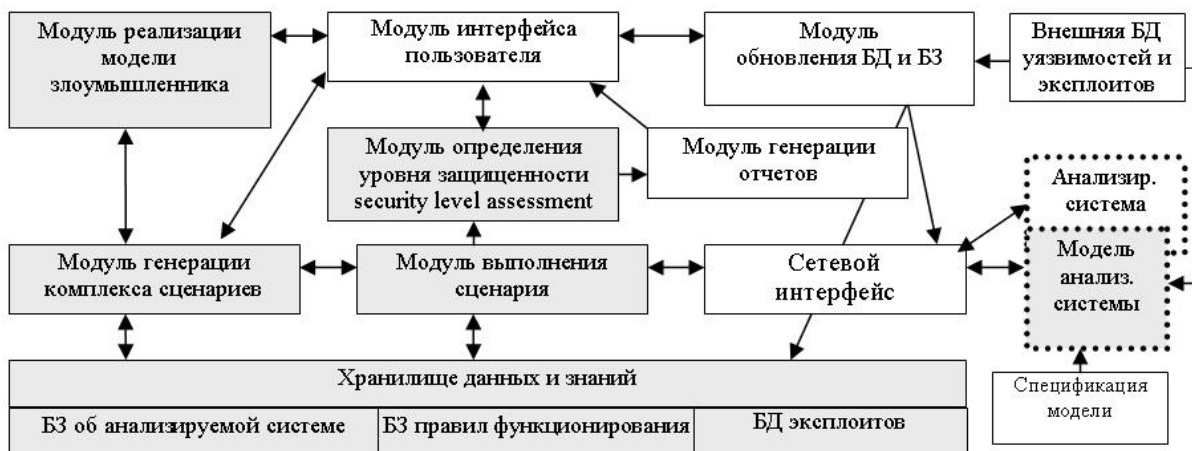 Модуль реализации
модели
злоумышленника
Модуль интерфейса
пользователя
Модуль
обновления БД и БЗ
Внешняя БД
уязвимостей и
эксплоитов
Модуль определения
уровня защищенности
security level assessment
Модуль генерации
отчетов
Анализир.
система
Модуль генерации
комплекса сценариев
Модуль выполнения
сценария
Сетевой
интерфейс
Модель
анализ.
системы
Хранилище данных и знаний
Спецификация
модели
БЗ об анализируемой системе
БЗ правил функционирования
БД эксплоитов